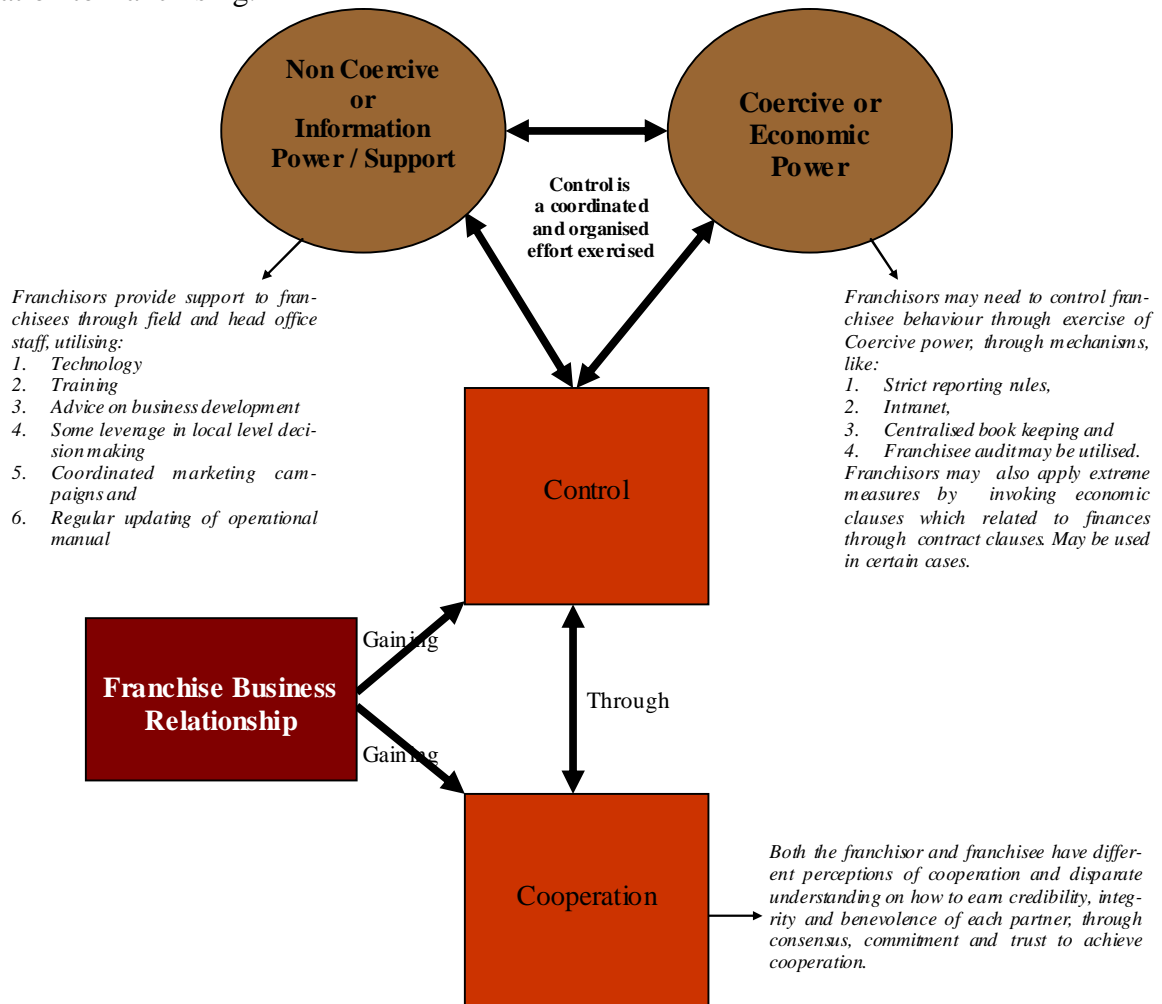 Non Coercive
or
Information
Power / Support
Coercive or
Economic
Power
Control is
a coordinated
and organised
effort exercised
Franchisors provide support to fran-
chisees through field and head office
staff, utilising:
1. Technology
2. Training
3. Advice on business development
4. Some leverage in local level deci-
sion making
5. Coordinated marketing cam-
paigns and
6. Regular updating of operational
manual
Franchisors may need to control fran-
chisee behaviour through exercise of
Coercive power, through mechanisms,
like:
1. Strict reporting rules,
2. Intranet,
3. Centralised book keeping and
4. Franchisee audit may be utilised.
Franchisors may also apply extreme
measures by invoking economic
clauses which related to finances
through contract clauses. May be used
in certain cases.
Control
Gaining
Franchise Business
Relationship
Through
Gaining
Cooperation
Both the franchisor and franchisee have differ-
ent perceptions of cooperation and disparate
understanding on how to earn credibility, integ-
rity and benevolence of each partner, through
consensus, commitment and trust to achieve
cooperation.